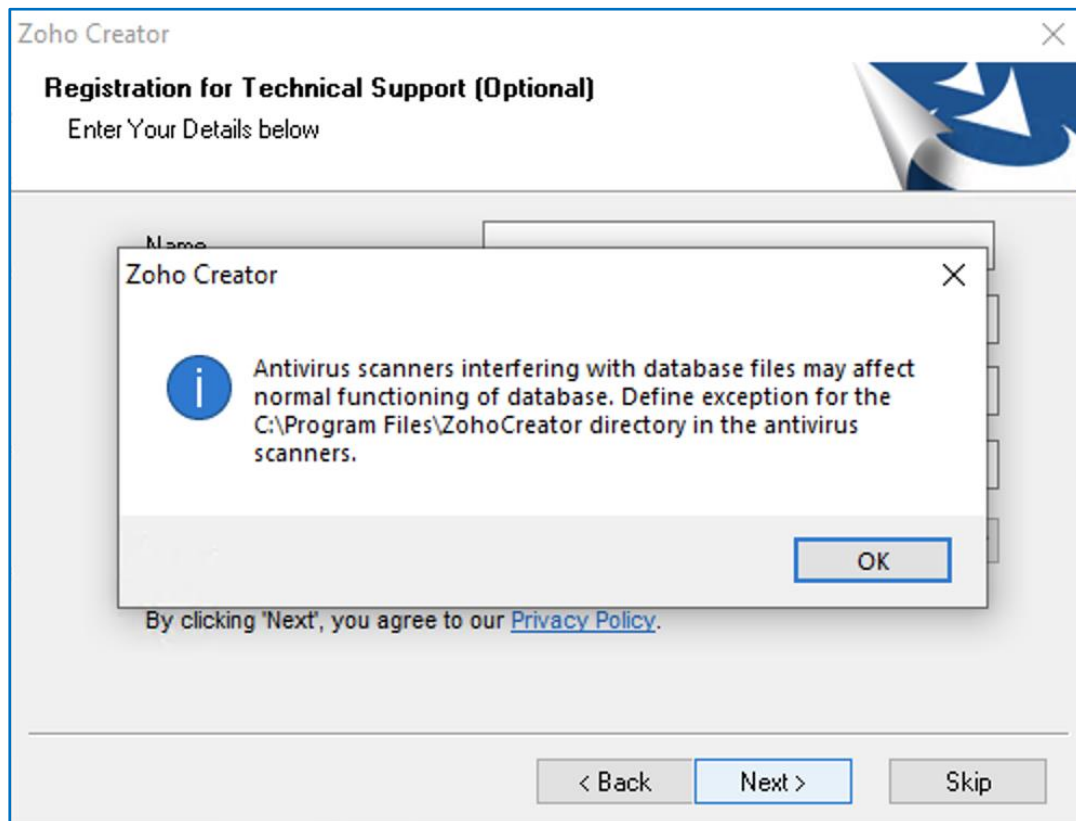 Zoho Creator
Registration for Technical Support (Optional)
Enter Your Details below
Name
Zoho Creator
Antivirus scanners interfering with database files may affect
normal functioning of database. Define exception for the
C:\Program Files\ZohoCreator directory in the antivirus
scanners.
OK
By clicking 'Next', you agree to our Privacy Policy.
< Back Next > Skip